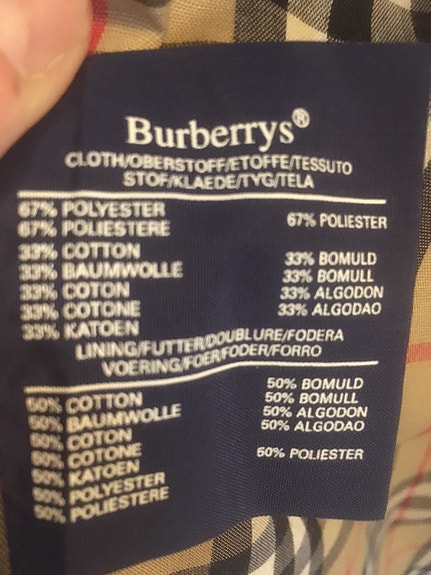 Burberrys®
CLOTH/OBERSTOFF/ETOFFE/TESSUTO
STOF/KLAEDE/TYG/TELA
67% POLYESTER
67% POLIESTERE
67% POLIESTER
33% COTTON
33% BAUMWOLLE
33% COTON
33% COTONE
33% KATOEN
33% BOMULD
33% BOMULL
33% ALGODON
33% ALGODAO
LINING/FUTTER/DOUBLURE/FODERA
VOERING/FOER/FODER/FORRO
50% COTTON
50% BAUMWOLLE
50% COTON
50% COTONE
50% KATOEN
50% POLYESTER
50% POLIESTERE
50% BOMULD
50% BOMULL
50% ALGODON
50% ALGODAO
50% POLIESTER